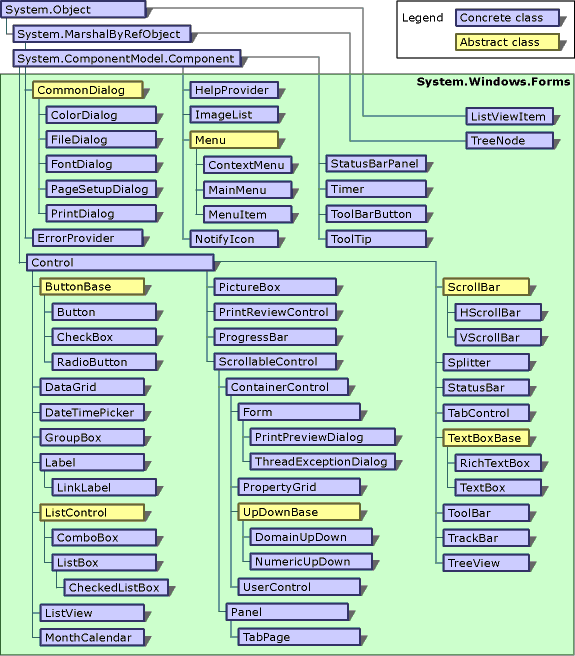 System.Object
System.MarshalByRefObject
System.ComponentModel.Component
Legend
Concrete class
Abstract class
System.Windows.Forms
CommonDialog
ColorDialog
FileDialog
FontDialog
PageSetupDialog
PrintDialog
ErrorProvider
HelpProvider
ImageList
Menu
ContextMenu
MainMenu
MenuItem
NotifyIcon
StatusBarPanel
Timer
ToolBarButton
ToolTip
ListViewItem
TreeNode
Control
ButtonBase
Button
CheckBox
RadioButton
DataGrid
DateTimePicker
GroupBox
Label
LinkLabel
ListControl
ComboBox
ListBox
CheckedListBox
ListView
MonthCalendar
PictureBox
PrintReviewControl
ProgressBar
ScrollableControl
ContainerControl
Form
PrintPreviewDialog
ThreadExceptionDialog
PropertyGrid
UpDownBase
DomainUpDown
NumericUpDown
UserControl
Panel
TabPage
ScrollBar
HScrollBar
VScrollBar
Splitter
StatusBar
TabControl
TextBoxBase
RichTextBox
TextBox
ToolBar
TrackBar
TreeView